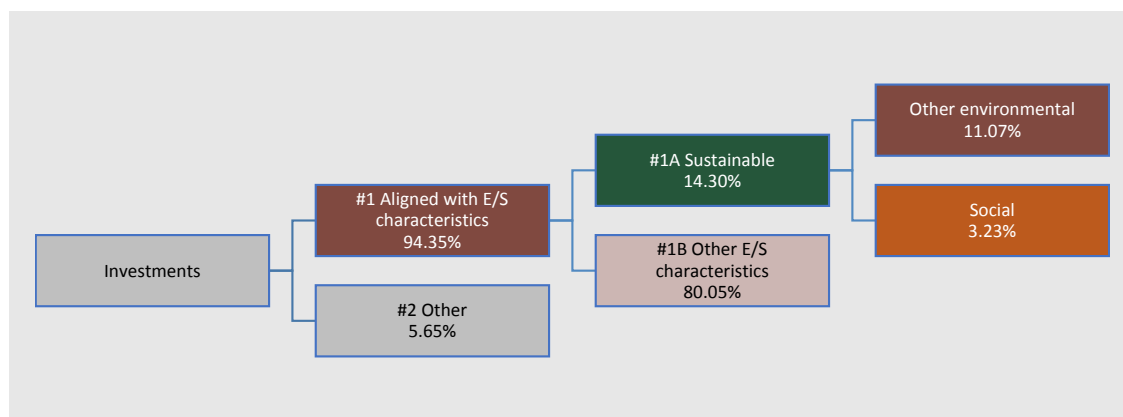 Investments
#1 Aligned with E/S
characteristics
94.35%
#2 Other
5.65%
#1A Sustainable
14.30%
#1B Other E/S
characteristics
80.05%
Other environmental
11.07%
Social
3.23%